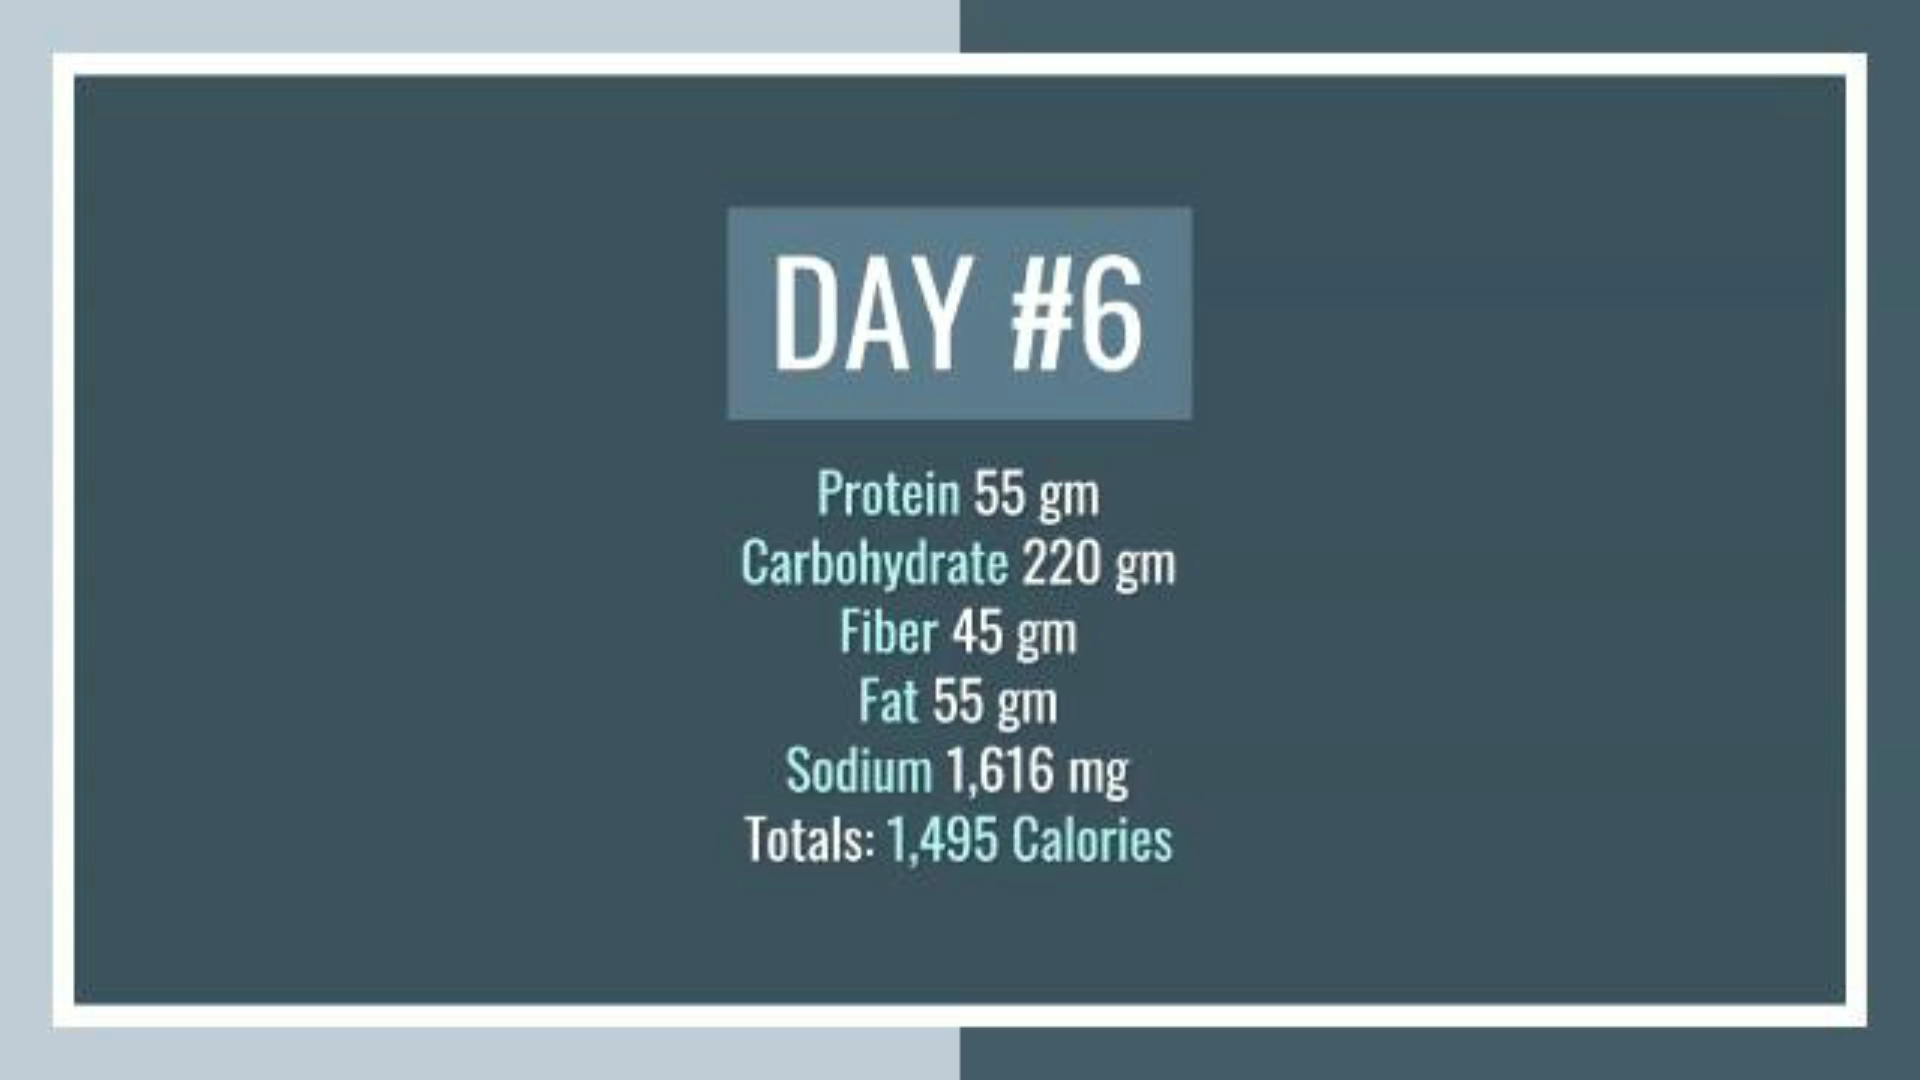 DAY #6
Protein 55 gm
Carbohydrate 220 gm
Fiber 45 gm
Fat 55 gm
Sodium 1,616 mg
Totals: 1,495 Calories